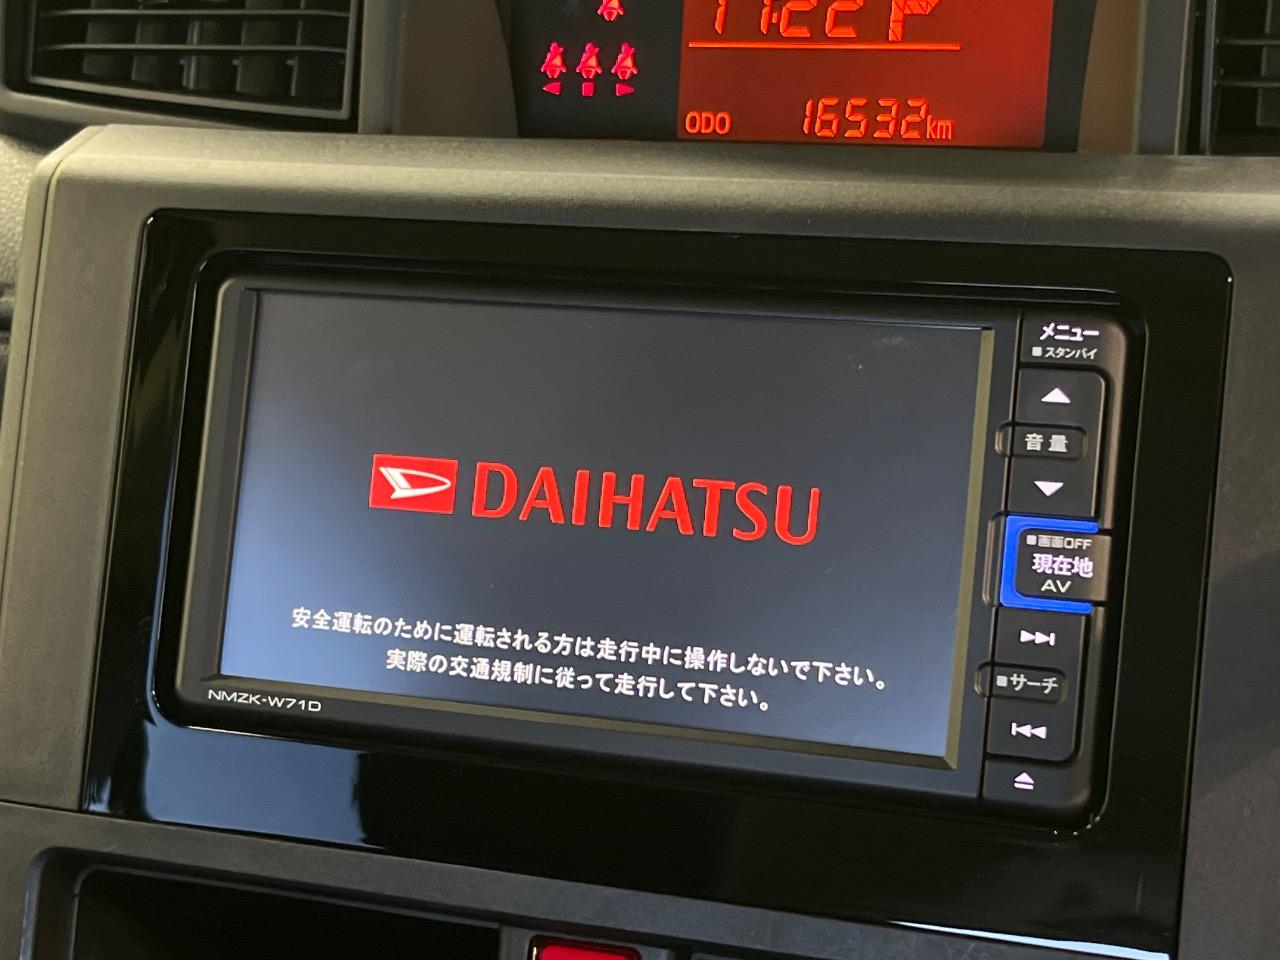 11:22 P
ODO 16532km
メニュー
スタンバイ
音量
DAIHATSU
画面OFF
現在地
AV
安全運転のために運転される方は走行中に操作しないで下さい。
実際の交通規制に従って走行して下さい。
サーチ
NMZK-W71D